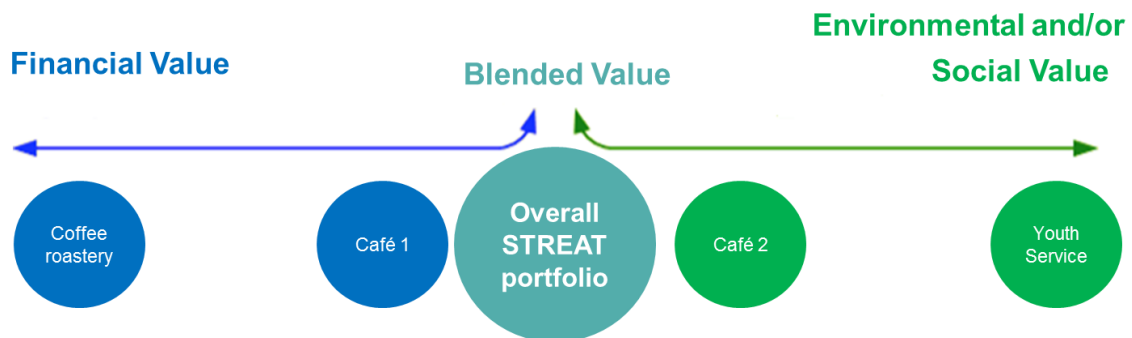 Financial Value
Blended Value
Environmental and/or
Social Value
Coffee
roastery
Café 1
Overall
STREAT
portfolio
Café 2
Youth
Service